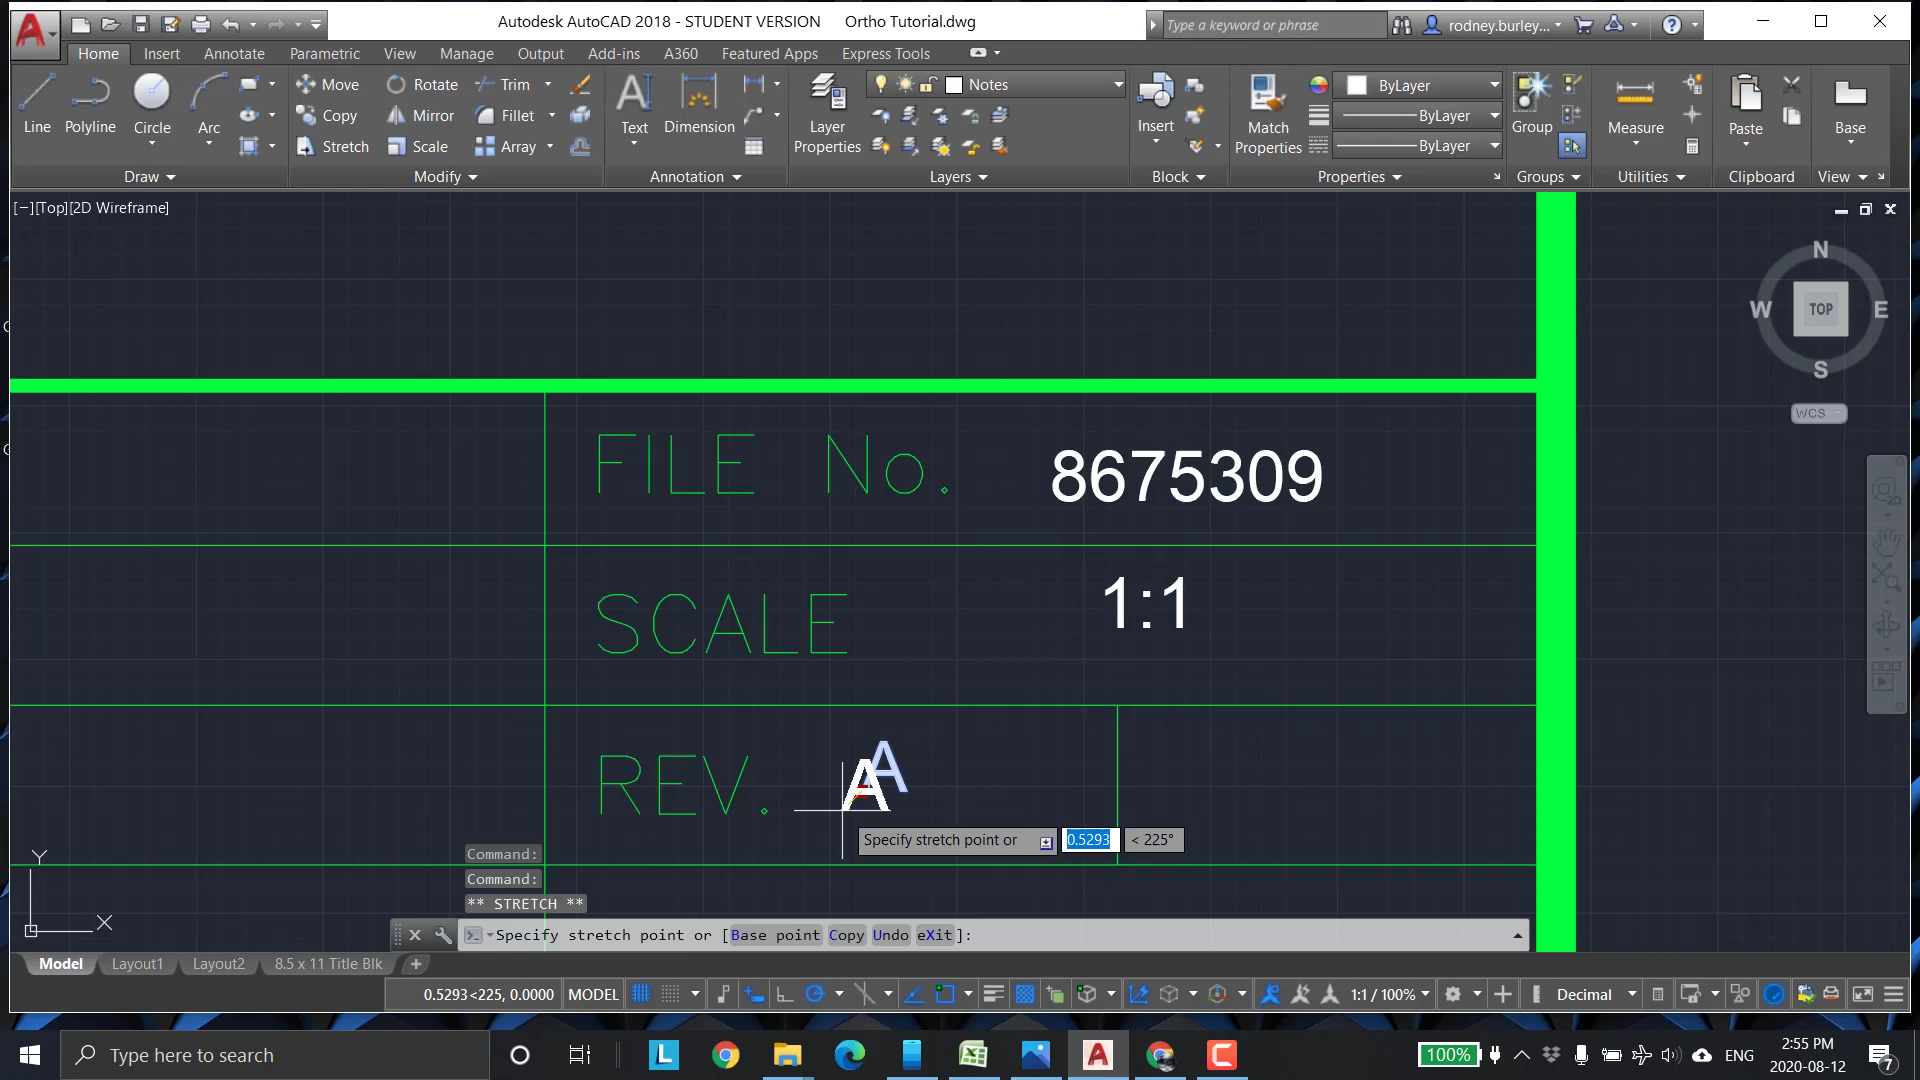 Autodesk AutoCAD 2018 - STUDENT VERSION Ortho Tutorial.dwg
Type a keyword or phrase
rodney.burley...
Home Insert Annotate Parametric View Manage Output Add-ins A360 Featured Apps Express Tools
Line Polyline Circle Arc
Move Rotate Trim
Copy Mirror Fillet
Stretch Scale Array
Text Dimension
Layer Properties
Notes
Insert
Match Properties
ByLayer
ByLayer
ByLayer
Group
Measure
Paste
Base
Draw Modify Annotation Layers Block Properties Groups Utilities Clipboard View
[−][Top][2D Wireframe]
N
W TOP E
S
WCS
FILE No. 8675309
SCALE 1:1
REV. A A
Specify stretch point or 0.5293 < 225°
Command:
Command:
** STRETCH **
Specify stretch point or [Base point Copy Undo eXit]:
Y
X
Model Layout1 Layout2 8.5 x 11 Title Blk +
0.5293<225, 0.0000 MODEL 1:1 / 100% Decimal
Type here to search
100% ENG 2:55 PM
2020-08-12
7